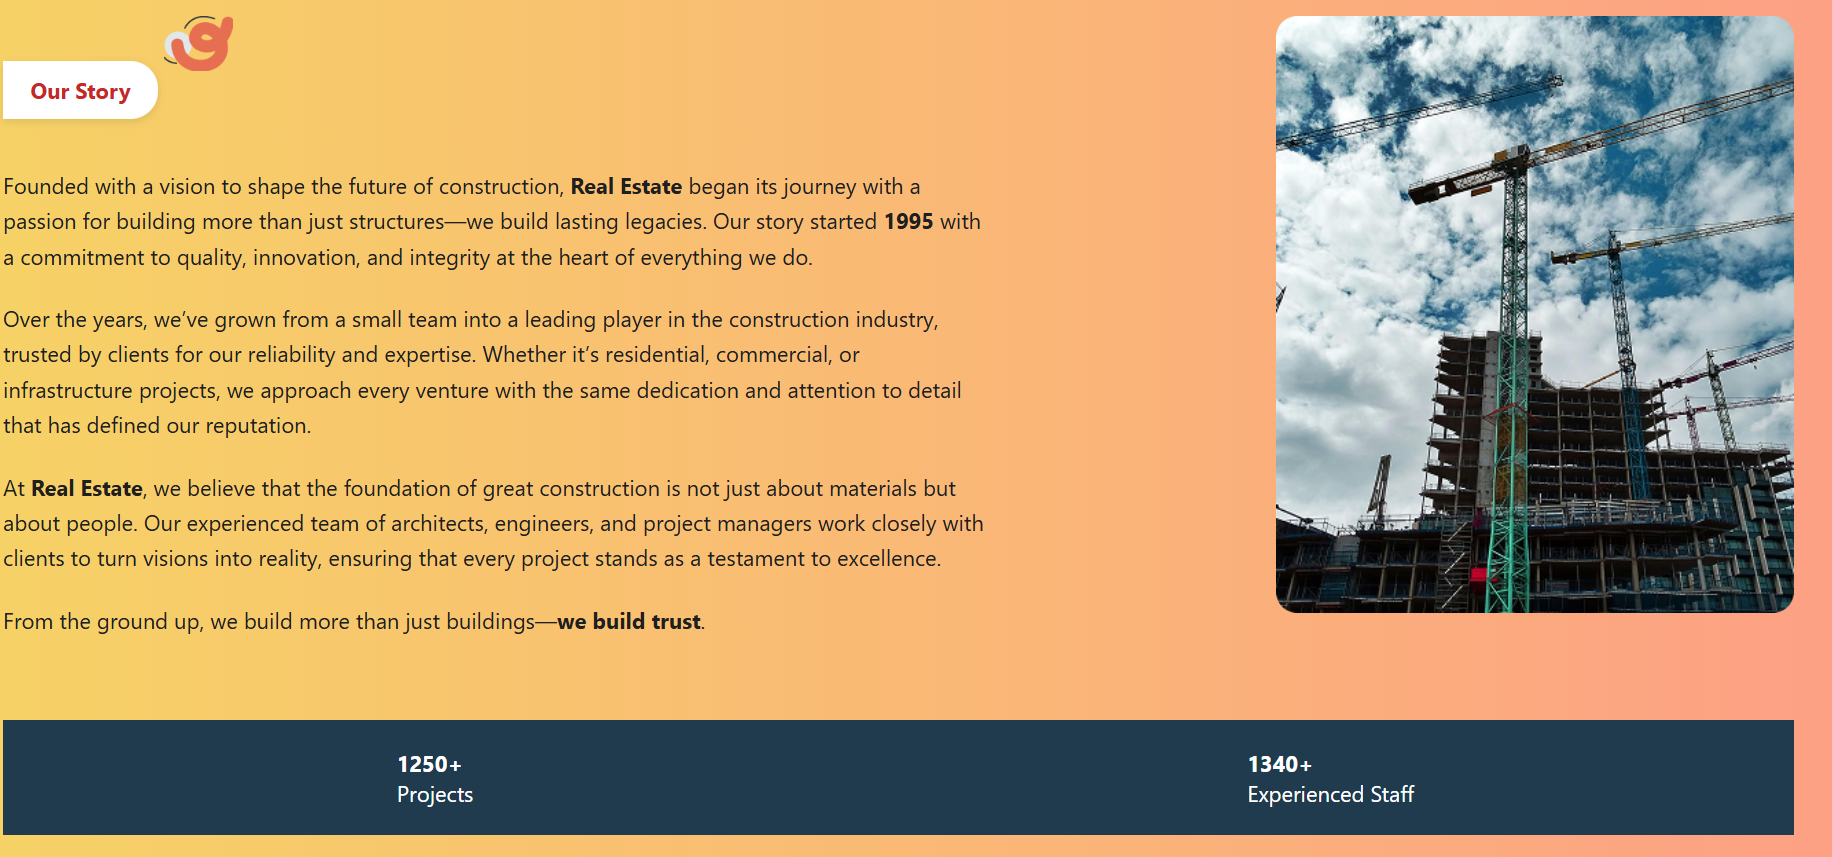 Our Story
Founded with a vision to shape the future of construction, Real Estate began its journey with a
passion for building more than just structures—we build lasting legacies. Our story started 1995 with
a commitment to quality, innovation, and integrity at the heart of everything we do.
Over the years, we’ve grown from a small team into a leading player in the construction industry,
trusted by clients for our reliability and expertise. Whether it’s residential, commercial, or
infrastructure projects, we approach every venture with the same dedication and attention to detail
that has defined our reputation.
At Real Estate, we believe that the foundation of great construction is not just about materials but
about people. Our experienced team of architects, engineers, and project managers work closely with
clients to turn visions into reality, ensuring that every project stands as a testament to excellence.
From the ground up, we build more than just buildings—we build trust.
1250+
Projects
1340+
Experienced Staff